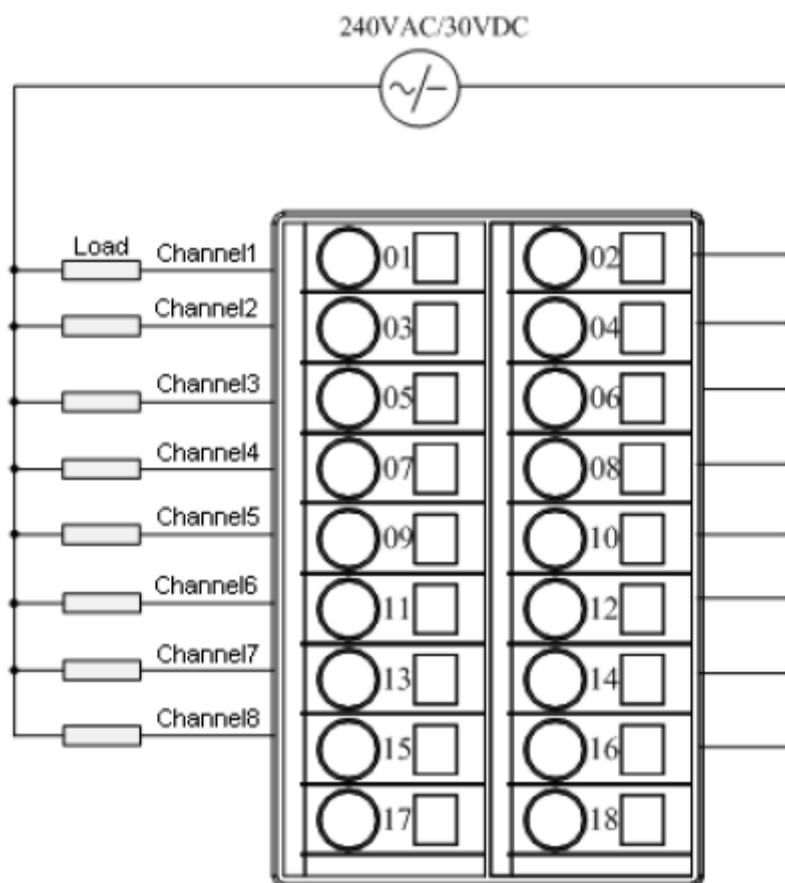 240VAC/30VDC
~/−
Load
Channel1
01
02
Channel2
03
04
Channel3
05
06
Channel4
07
08
Channel5
09
10
Channel6
11
12
Channel7
13
14
Channel8
15
16
17
18